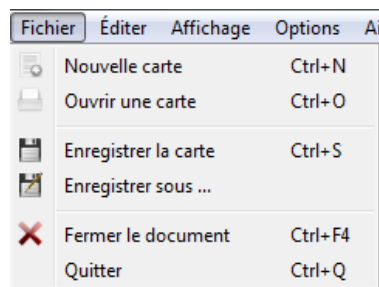 Fichier Éditer Affichage Options
Nouvelle carte Ctrl+N
Ouvrir une carte Ctrl+O
Enregistrer la carte Ctrl+S
Enregistrer sous ...
Fermer le document Ctrl+F4
Quitter Ctrl+Q